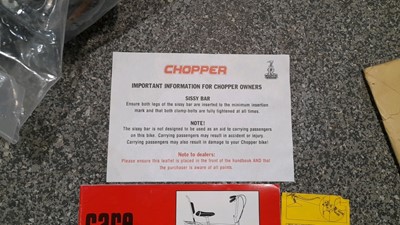 CHOPPER
IMPORTANT INFORMATION FOR CHOPPER OWNERS
SISSY BAR
Ensure both legs of the sissy bar are inserted to the minimum insertion
mark and that both clamp-bolts are fully tightened at all times.
NOTE!
The sissy bar is not designed to be used as an aid to carrying passengers
on this bike. Carrying passengers may result in accident or injury.
Carrying passengers may also result in damage to your Chopper bike!
Note to dealers:
Please ensure this leaflet is placed in the front of the handbook AND that
the purchaser is aware of all points.
care